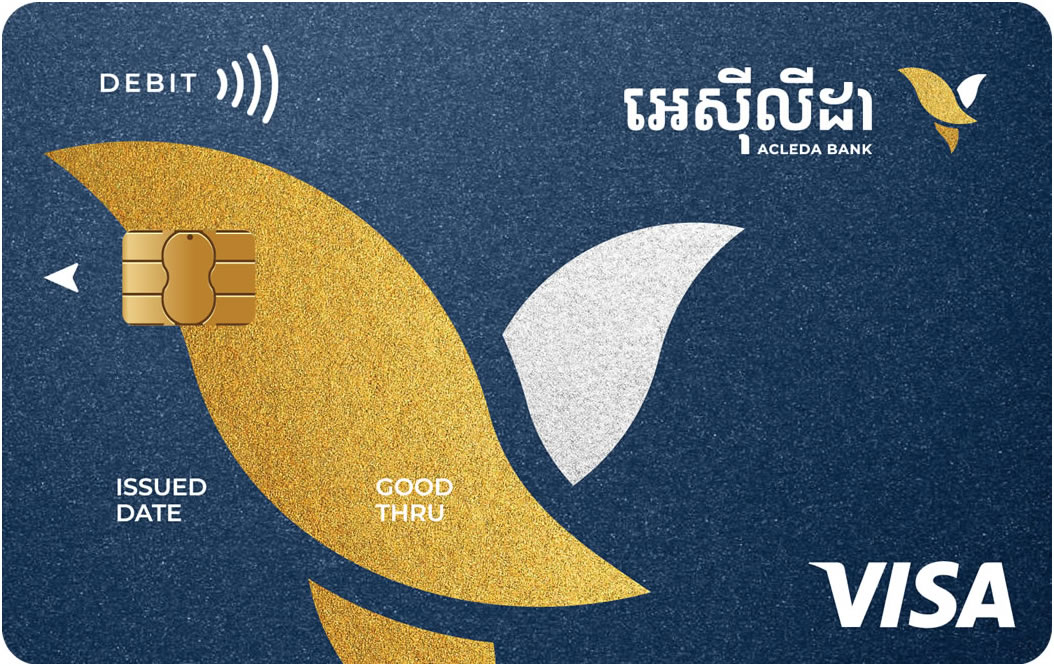 DEBIT
អេស៊ីលីដា
ACLEDA BANK
ISSUED
DATE
GOOD
THRU
VISA